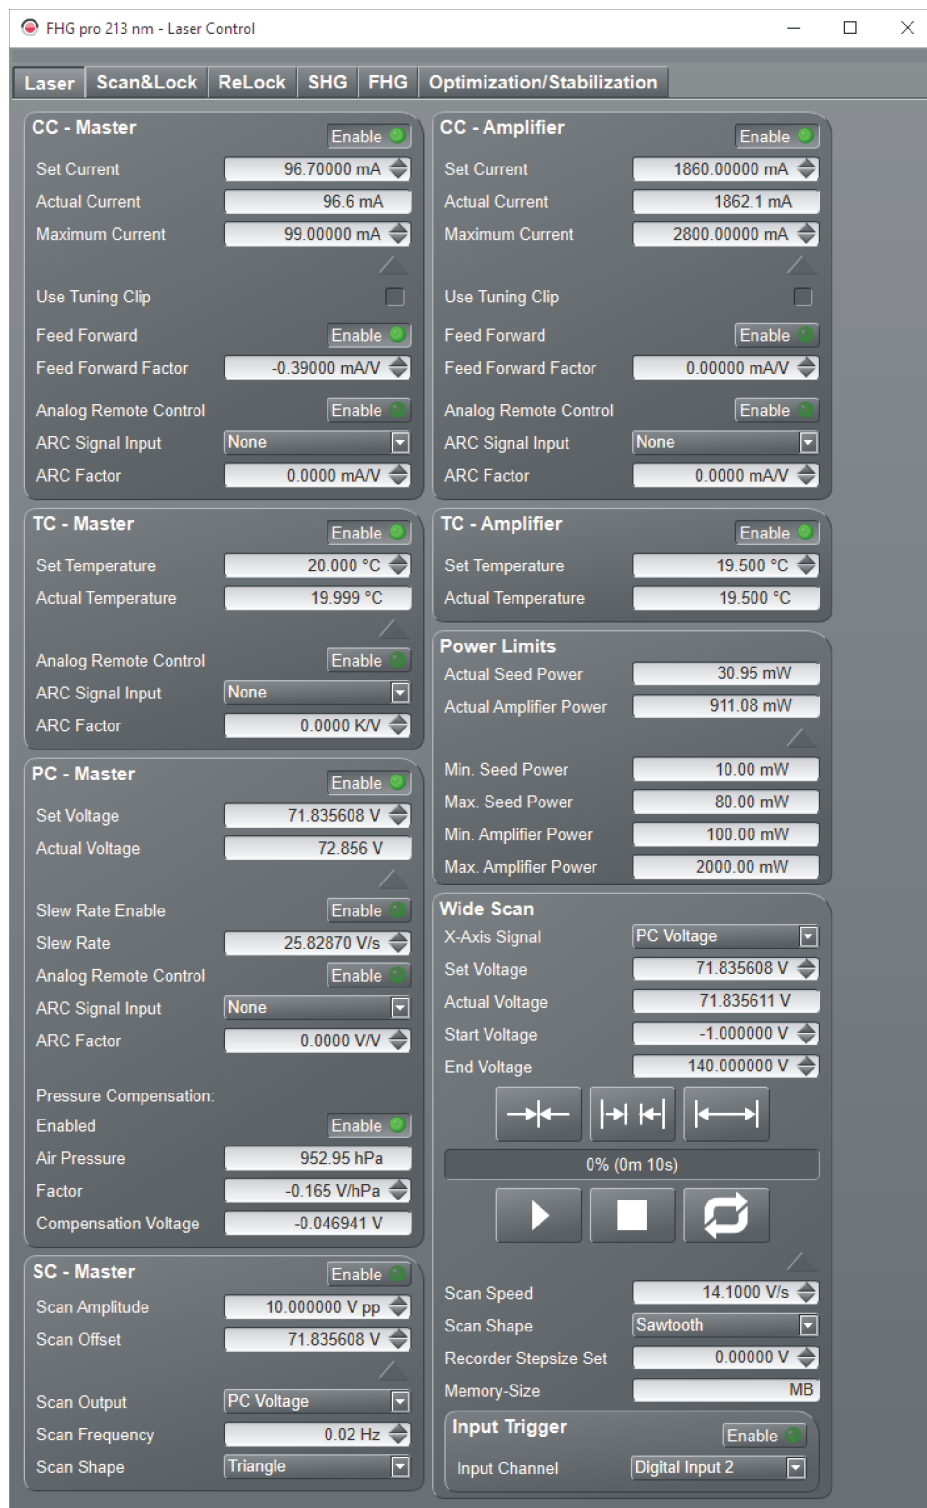 FHG pro 213 nm - Laser Control
Laser
Scan&Lock
ReLock
SHG
FHG
Optimization/Stabilization
CC - Master
Enable
Set Current
96.70000 mA
Actual Current
96.6 mA
Maximum Current
99.00000 mA
Use Tuning Clip
Feed Forward
Enable
Feed Forward Factor
-0.39000 mA/V
Analog Remote Control
Enable
ARC Signal Input
None
ARC Factor
0.0000 mA/V
TC - Master
Enable
Set Temperature
20.000 °C
Actual Temperature
19.999 °C
Analog Remote Control
Enable
ARC Signal Input
None
ARC Factor
0.0000 K/V
PC - Master
Enable
Set Voltage
71.835608 V
Actual Voltage
72.856 V
Slew Rate Enable
Enable
Slew Rate
25.82870 V/s
Analog Remote Control
Enable
ARC Signal Input
None
ARC Factor
0.0000 V/V
Pressure Compensation:
Enabled
Enable
Air Pressure
952.95 hPa
Factor
-0.165 V/hPa
Compensation Voltage
-0.046941 V
SC - Master
Enable
Scan Amplitude
10.000000 V pp
Scan Offset
71.835608 V
Scan Output
PC Voltage
Scan Frequency
0.02 Hz
Scan Shape
Triangle
CC - Amplifier
Enable
Set Current
1860.00000 mA
Actual Current
1862.1 mA
Maximum Current
2800.00000 mA
Use Tuning Clip
Feed Forward
Enable
Feed Forward Factor
0.00000 mA/V
Analog Remote Control
Enable
ARC Signal Input
None
ARC Factor
0.0000 mA/V
TC - Amplifier
Enable
Set Temperature
19.500 °C
Actual Temperature
19.500 °C
Power Limits
Actual Seed Power
30.95 mW
Actual Amplifier Power
911.08 mW
Min. Seed Power
10.00 mW
Max. Seed Power
80.00 mW
Min. Amplifier Power
100.00 mW
Max. Amplifier Power
2000.00 mW
Wide Scan
X-Axis Signal
PC Voltage
Set Voltage
71.835608 V
Actual Voltage
71.835611 V
Start Voltage
-1.000000 V
End Voltage
140.000000 V
0% (0m 10s)
Scan Speed
14.1000 V/s
Scan Shape
Sawtooth
Recorder Stepsize Set
0.00000 V
Memory-Size
MB
Input Trigger
Enable
Input Channel
Digital Input 2